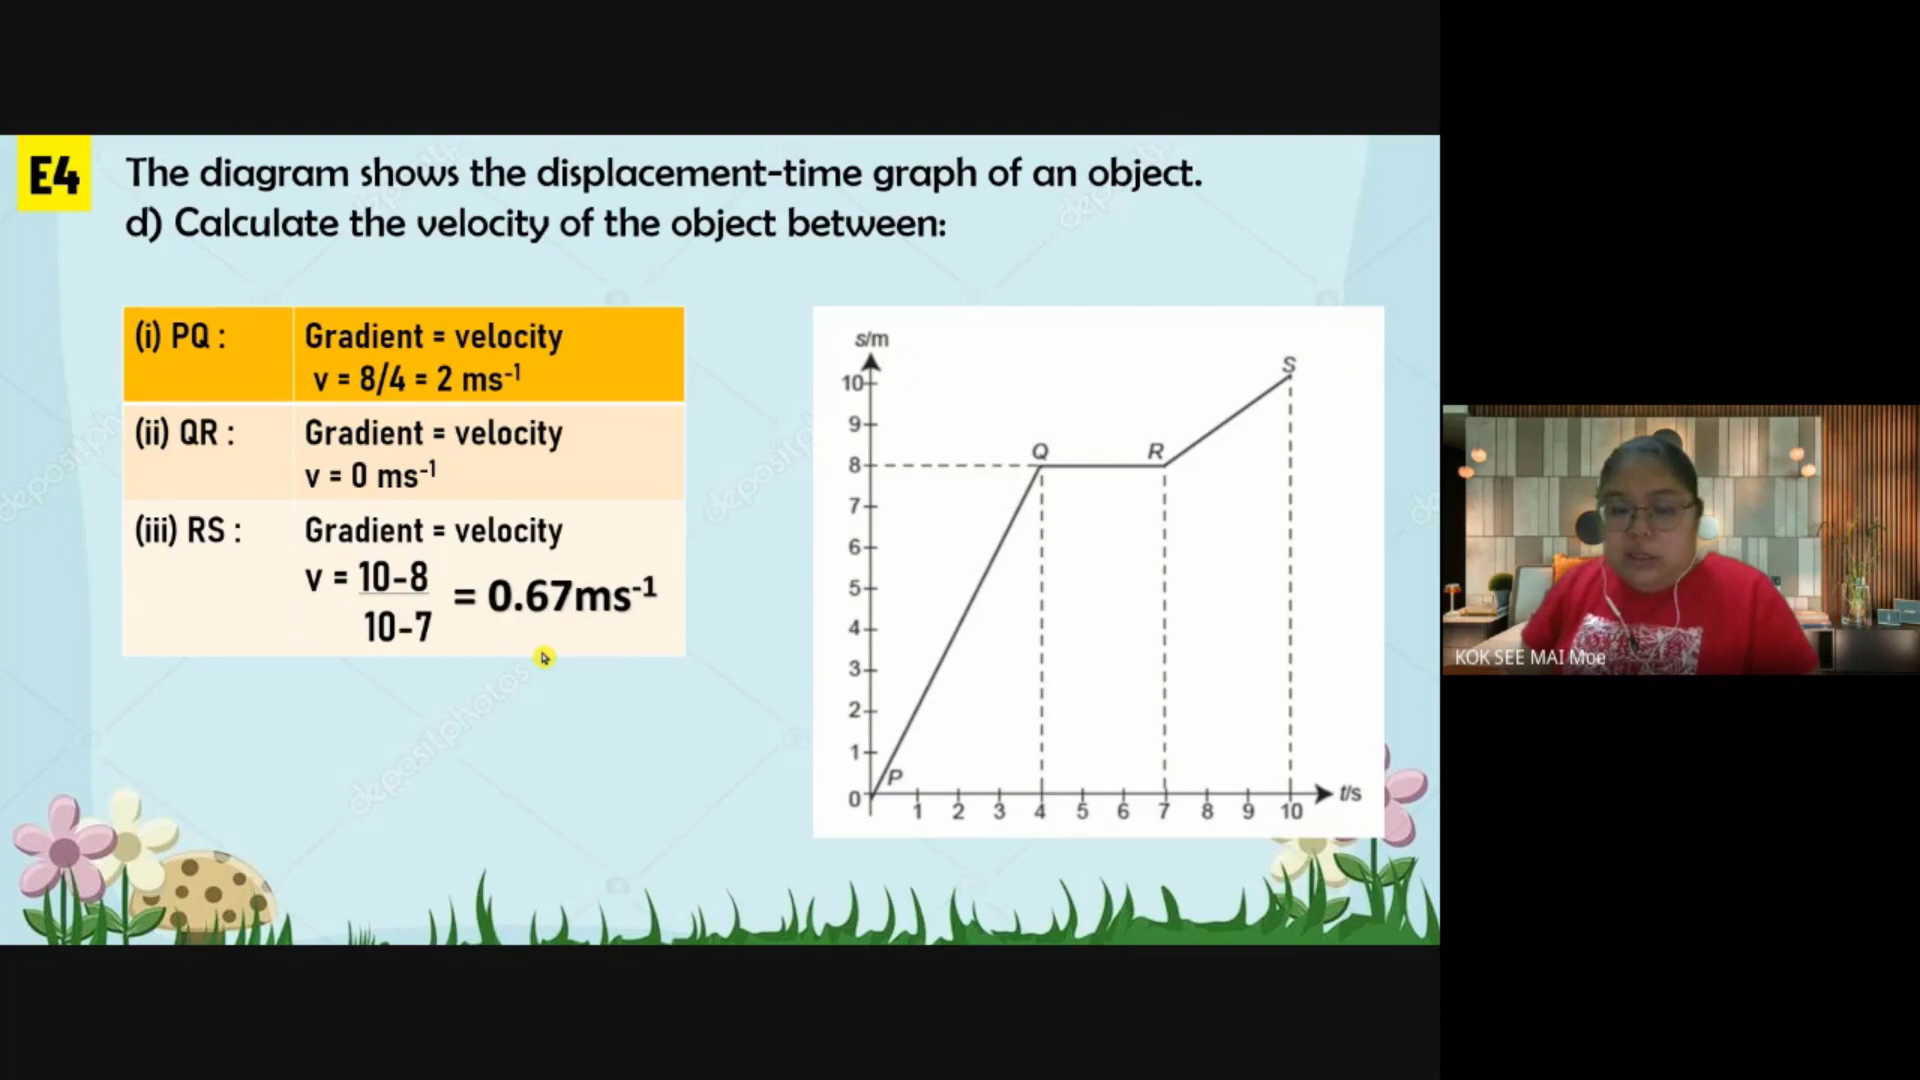 E4
The diagram shows the displacement-time graph of an object.
d) Calculate the velocity of the object between:
(i) PQ : Gradient = velocity
v = 8/4 = 2 ms⁻¹
(ii) QR : Gradient = velocity
v = 0 ms⁻¹
(iii) RS : Gradient = velocity
v = 10-8 = 0.67ms⁻¹
10-7
s/m
10
9
8
7
6
5
4
3
2
1
0
Q
R
S
P
1 2 3 4 5 6 7 8 9 10
t/s
KOK SEE MAI Moe
depositphotos